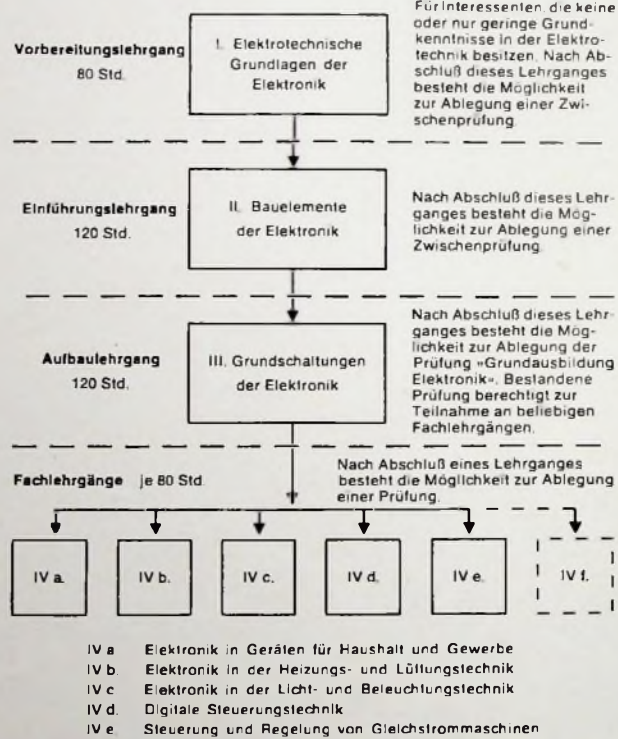 Vorbereitungslehrgang
80 Std.
I. Elektrotechnische
Grundlagen der
Elektronik
Für Interessenten, die keine
oder nur geringe Grund-
kenntnisse in der Elektro-
technik besitzen. Nach Ab-
schluß dieses Lehrganges
besteht die Möglichkeit
zur Ablegung einer Zwi-
schenprüfung
Einführungslehrgang
120 Std.
II. Bauelemente
der Elektronik
Nach Abschluß dieses Lehr-
ganges besteht die Mög-
lichkeit zur Ablegung einer
Zwischenprüfung.
Aufbaulehrgang
120 Std.
III. Grundschaltungen
der Elektronik
Nach Abschluß dieses Lehr-
ganges besteht die Mög-
lichkeit zur Ablegung der
Prüfung »Grundausbildung
Elektronik«. Bestandene
Prüfung berechtigt zur
Teilnahme an beliebigen
Fachlehrgängen.
Fachlehrgänge je 80 Std.
Nach Abschluß eines Lehrganges
besteht die Möglichkeit zur Ablegung
einer Prüfung.
IV a. IV b. IV c. IV d. IV e. IV f.
IV a Elektronik in Geräten für Haushalt und Gewerbe
IV b. Elektronik in der Heizungs- und Lüftungstechnik
IV c Elektronik in der Licht- und Beleuchtungstechnik
IV d. Digitale Steuerungstechnik
IV e. Steuerung und Regelung von Gleichstrommaschinen